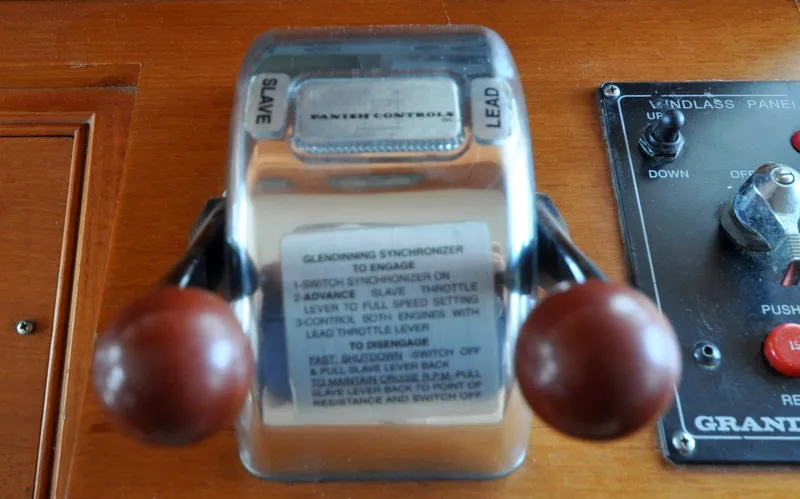 SLAVE
PANISH CONTROLS
LEAD
GLENDINNING SYNCHRONIZER
TO ENGAGE
1-SWITCH SYNCHRONIZER ON
2-ADVANCE SLAVE THROTTLE
LEVER TO FULL SPEED SETTING
3-CONTROL BOTH ENGINES WITH
LEAD THROTTLE LEVER
TO DISENGAGE
FAST SHUTDOWN -SWITCH OFF
& PULL SLAVE LEVER BACK
TO MAINTAIN CRUISE R.P.M.-PULL
SLAVE LEVER BACK TO POINT OF
RESISTANCE AND SWITCH OFF
WINDLASS PANEL
UP
DOWN
OFF
PUSH
15
RE
GRAND